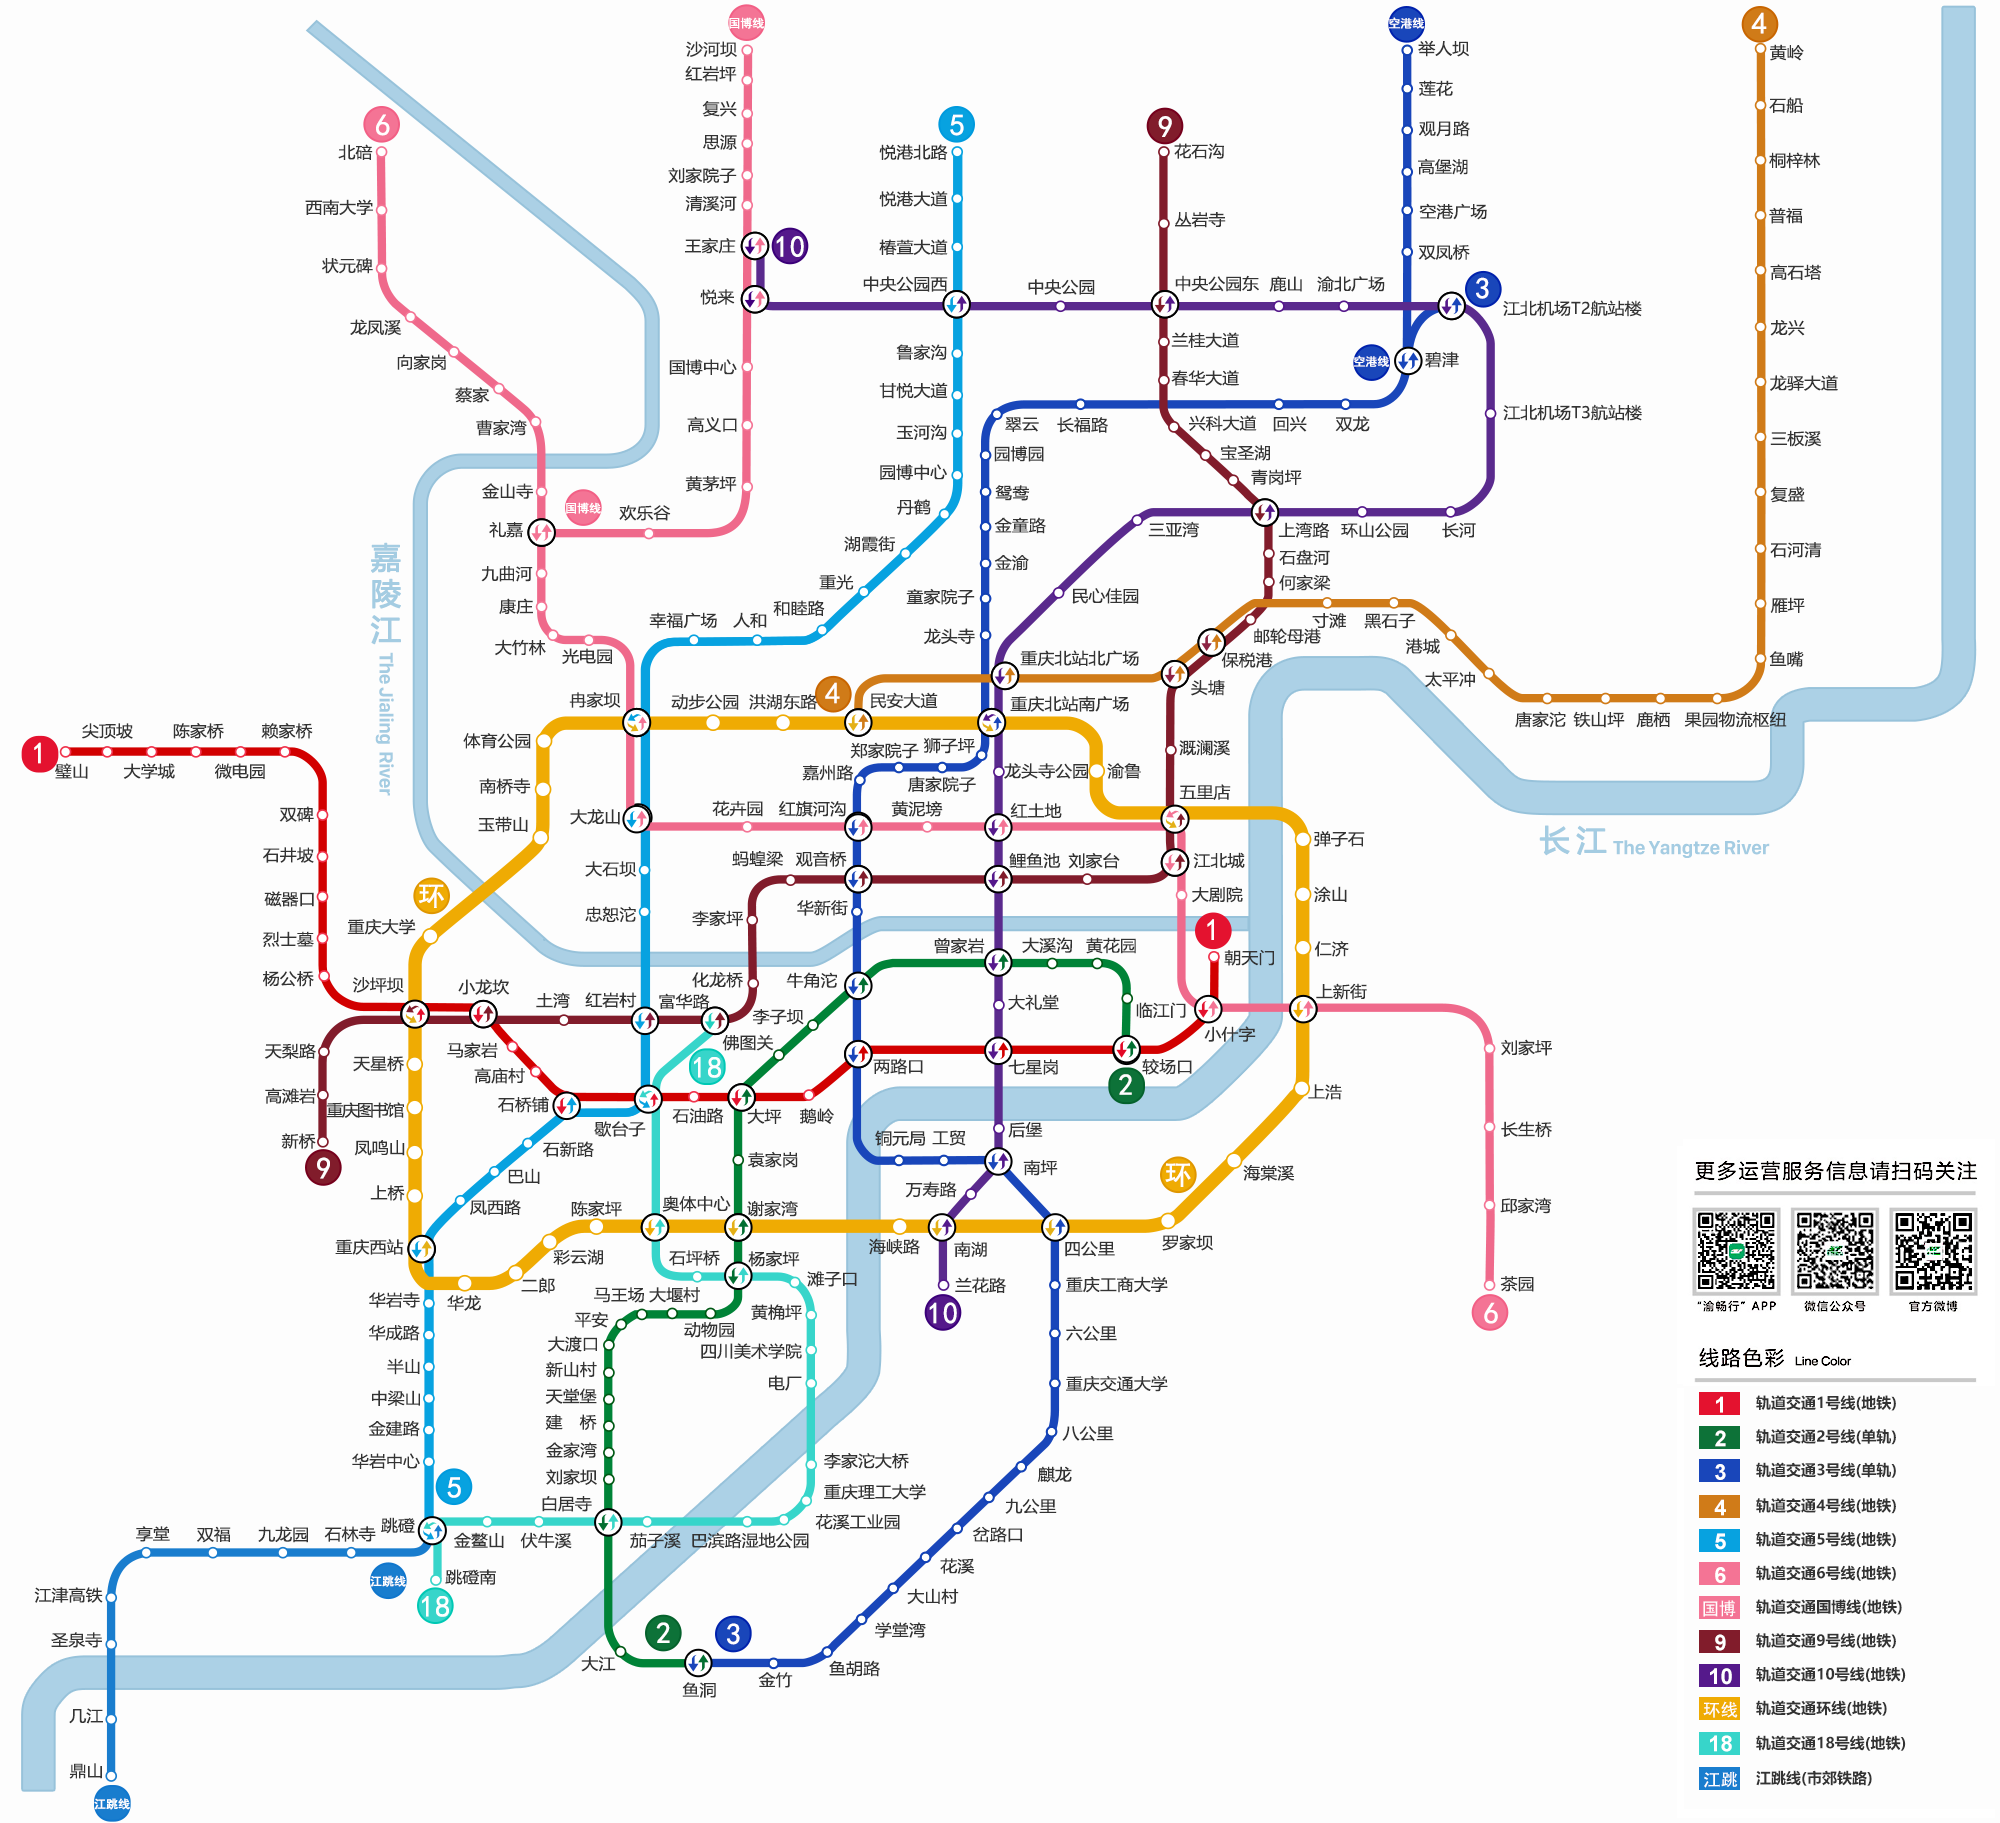 国博线
沙河坝
红岩坪
复兴
思源
刘家院子
清溪河
王家庄
10
悦来
国博中心
高义口
黄茅坪
欢乐谷
国博线
6
北碚
西南大学
状元碑
龙凤溪
向家岗
蔡家
曹家湾
金山寺
礼嘉
九曲河
康庄
大竹林
光电园
冉家坝
大龙山
花卉园
红旗河沟
黄泥塝
红土地
五里店
江北城
大剧院
小什字
上新街
刘家坪
长生桥
邱家湾
茶园
6
5
悦港北路
悦港大道
椿萱大道
中央公园西
鲁家沟
甘悦大道
玉河沟
园博中心
丹鹤
湖霞街
重光
和睦路
人和
幸福广场
大石坝
忠恕沱
红岩村
歇台子
石桥铺
石新路
巴山
凤西路
重庆西站
华岩寺
华成路
半山
中梁山
金建路
华岩中心
5
跳磴
9
花石沟
丛岩寺
中央公园东
兰桂大道
春华大道
兴科大道
宝圣湖
青岗坪
上湾路
石盘河
何家梁
邮轮母港
保税港
头塘
溉澜溪
鲤鱼池
刘家台
观音桥
蚂蝗梁
李家坪
化龙桥
富华路
土湾
小龙坎
沙坪坝
天梨路
高滩岩
新桥
9
空港线
举人坝
莲花
观月路
高堡湖
空港广场
双凤桥
空港线
碧津
3
江北机场T2航站楼
江北机场T3航站楼
中央公园
鹿山
渝北广场
长河
环山公园
三亚湾
民心佳园
重庆北站北广场
重庆北站南广场
龙头寺公园
双龙
回兴
长福路
翠云
园博园
鸳鸯
金童路
金渝
童家院子
龙头寺
狮子坪
唐家院子
郑家院子
嘉州路
华新街
牛角沱
两路口
铜元局
工贸
南坪
四公里
重庆工商大学
六公里
重庆交通大学
八公里
麒龙
九公里
岔路口
花溪
大山村
学堂湾
鱼胡路
金竹
3
鱼洞
4
黄岭
石船
桐梓林
普福
高石塔
龙兴
龙驿大道
三板溪
复盛
石河清
雁坪
鱼嘴
果园物流枢纽
鹿栖
铁山坪
唐家沱
太平冲
港城
黑石子
寸滩
民安大道
4
嘉陵江
The Jialing River
长江 The Yangtze River
1
璧山
尖顶坡
大学城
陈家桥
微电园
赖家桥
双碑
石井坡
磁器口
烈士墓
杨公桥
马家岩
高庙村
石油路
大坪
鹅岭
七星岗
较场口
朝天门
1
2
临江门
黄花园
大溪沟
曾家岩
李子坝
佛图关
袁家岗
谢家湾
杨家坪
动物园
大堰村
马王场
平安
大渡口
新山村
天堂堡
建 桥
金家湾
刘家坝
白居寺
大江
2
大礼堂
后堡
万寿路
南湖
兰花路
10
环
重庆大学
玉带山
南桥寺
体育公园
动步公园
洪湖东路
渝鲁
弹子石
涂山
仁济
上浩
海棠溪
环
罗家坝
海峡路
奥体中心
陈家坪
彩云湖
二郎
华龙
上桥
凤鸣山
重庆图书馆
天星桥
18
石坪桥
滩子口
黄桷坪
四川美术学院
电厂
李家沱大桥
重庆理工大学
花溪工业园
巴滨路湿地公园
茄子溪
伏牛溪
金鳌山
跳磴南
18
江跳线
石林寺
九龙园
双福
享堂
江津高铁
圣泉寺
几江
鼎山
江跳线
更多运营服务信息请扫码关注
“渝畅行” APP
微信公众号
官方微博
线路色彩 Line Color
1 轨道交通1号线(地铁)
2 轨道交通2号线(单轨)
3 轨道交通3号线(单轨)
4 轨道交通4号线(地铁)
5 轨道交通5号线(地铁)
6 轨道交通6号线(地铁)
国博 轨道交通国博线(地铁)
9 轨道交通9号线(地铁)
10 轨道交通10号线(地铁)
环线 轨道交通环线(地铁)
18 轨道交通18号线(地铁)
江跳 江跳线(市郊铁路)